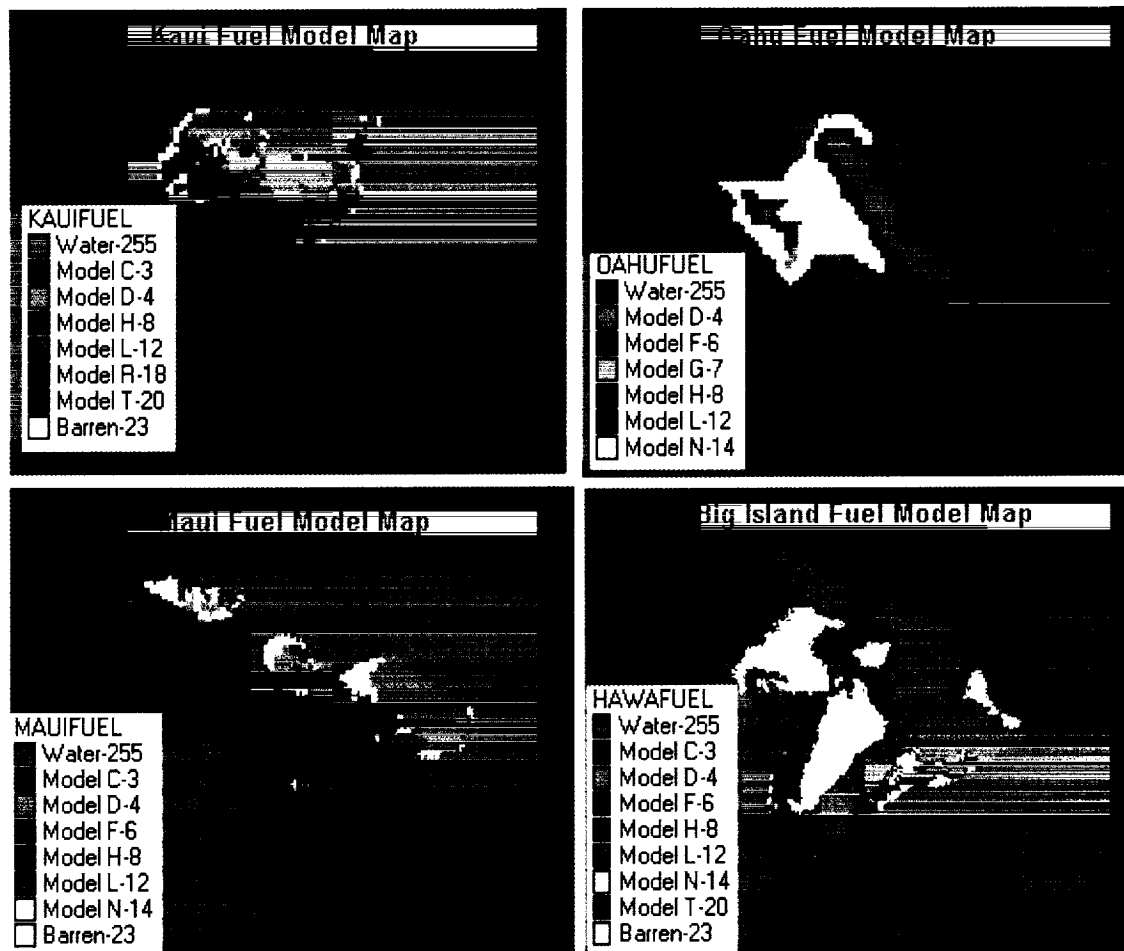 Kaui Fuel Model Map
KAUIFUEL
Water-255
Model C-3
Model D-4
Model H-8
Model L-12
Model R-18
Model T-20
Barren-23
Oahu Fuel Model Map
OAHUFUEL
Water-255
Model D-4
Model F-6
Model G-7
Model H-8
Model L-12
Model N-14
Maui Fuel Model Map
MAUIFUEL
Water-255
Model C-3
Model D-4
Model F-6
Model H-8
Model L-12
Model N-14
Barren-23
Big Island Fuel Model Map
HAWAFUEL
Water-255
Model C-3
Model D-4
Model F-6
Model H-8
Model L-12
Model N-14
Model T-20
Barren-23